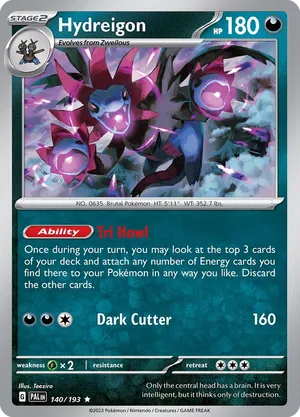 STAGE2
Hydreigon
HP 180
Evolves from Zweilous
NO. 0635 Brutal Pokémon HT: 5'11" WT: 352.7 lbs.
Ability Tri Howl
Once during your turn, you may look at the top 3 cards
of your deck and attach any number of Energy cards you
find there to your Pokémon in any way you like. Discard
the other cards.
Dark Cutter 160
weakness ×2 resistance retreat
Illus. Teeziro
G PAL EN 140/193 ★
Only the central head has a brain. It is very
intelligent, but it thinks only of destruction.
©2023 Pokémon / Nintendo / Creatures / GAME FREAK